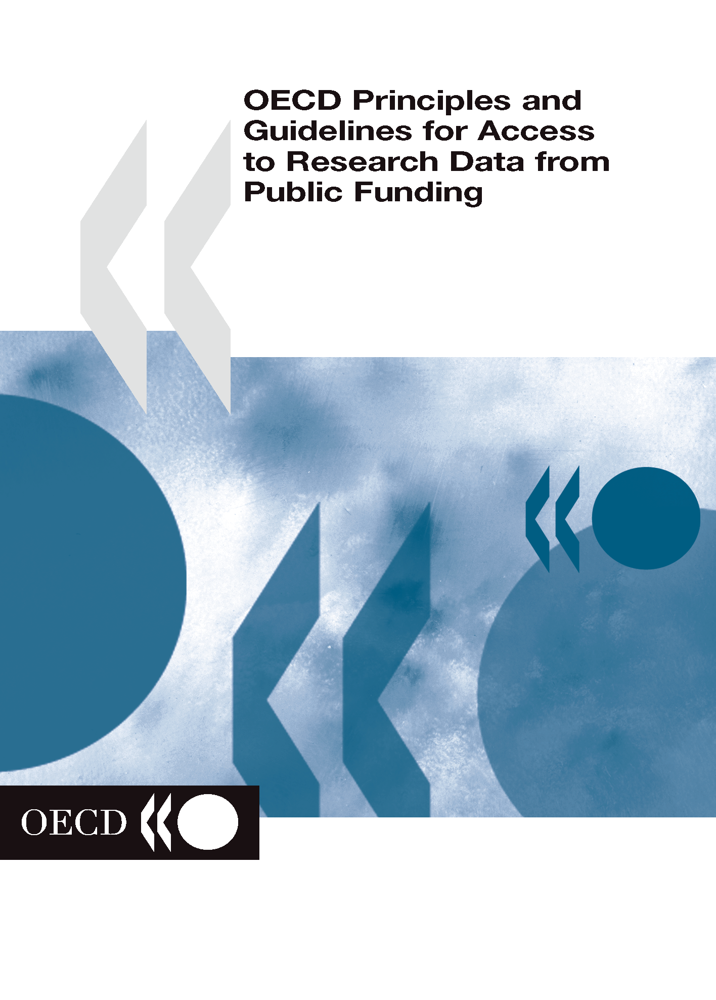 OECD Principles and
Guidelines for Access
to Research Data from
Public Funding
OECD